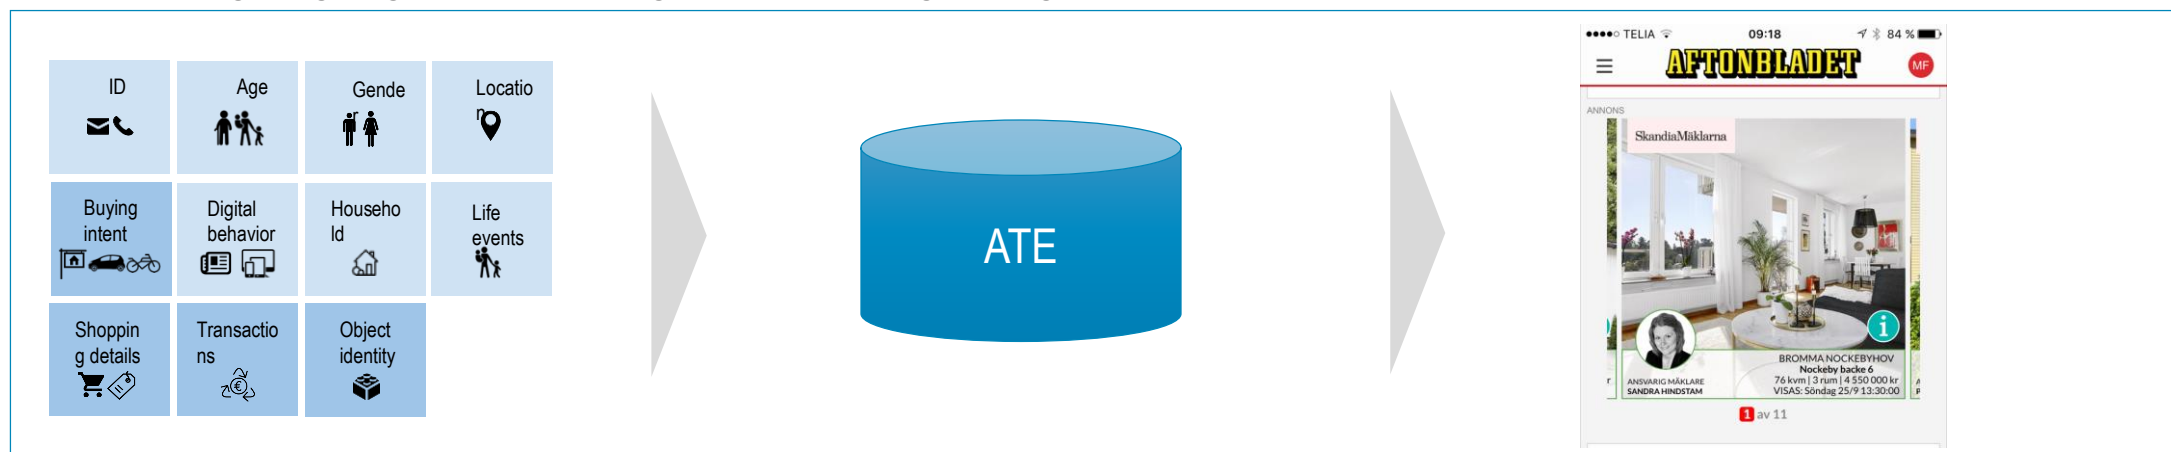 ID
Age
Gende
Locatio
n
Buying
intent
Digital
behavior
Househo
ld
Life
events
Shoppin
g details
Transactio
ns
Object
identity
ATE
TELIA 09:18 84 %
AFTONBLADET
MF
ANNONS
SkandiaMäklarna
i
BROMMA NOCKEBYHOV
Nockeby backe 6
ANSVARIG MÄKLARE 76 kvm | 3 rum | 4 550 000 kr
SANDRA HINDSTAM VISAS: Söndag 25/9 13:30:00
1 av 11